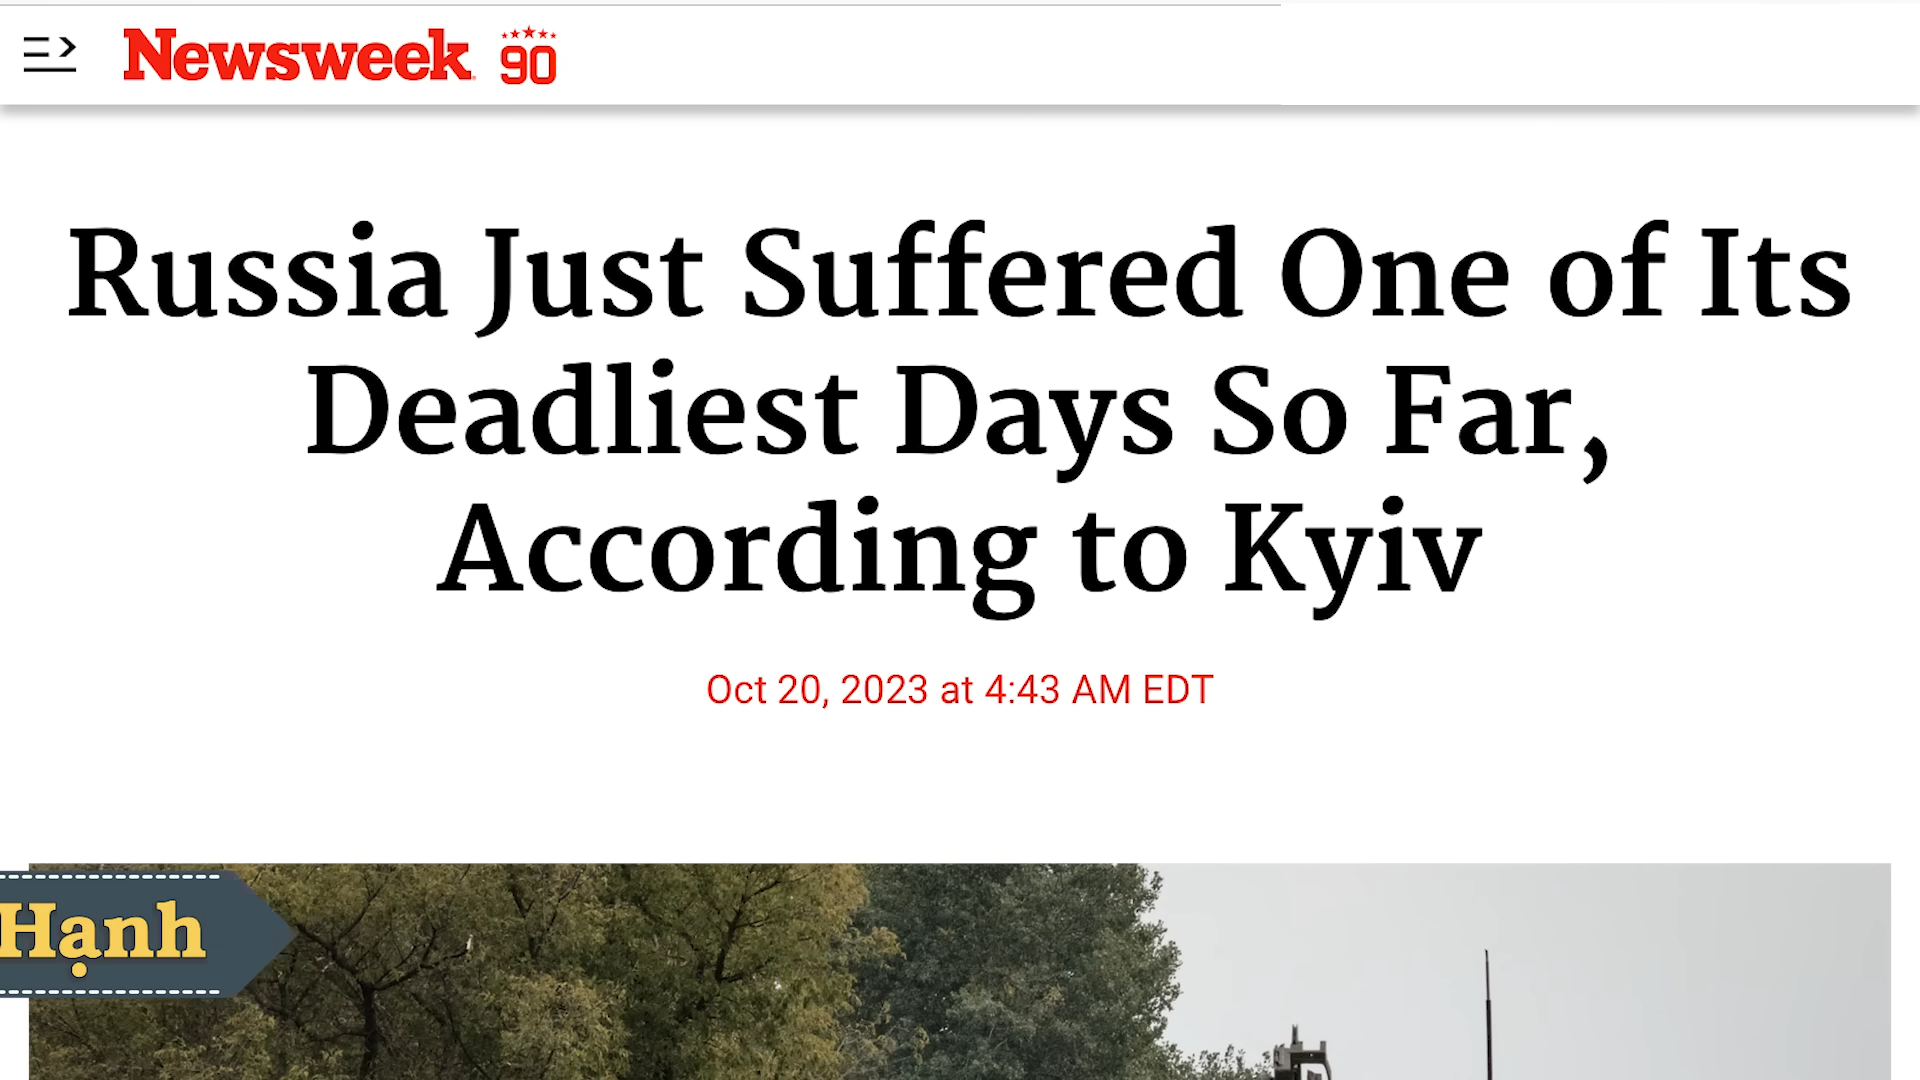 Newsweek 90
Russia Just Suffered One of Its
Deadliest Days So Far,
According to Kyiv
Oct 20, 2023 at 4:43 AM EDT
Hạnh